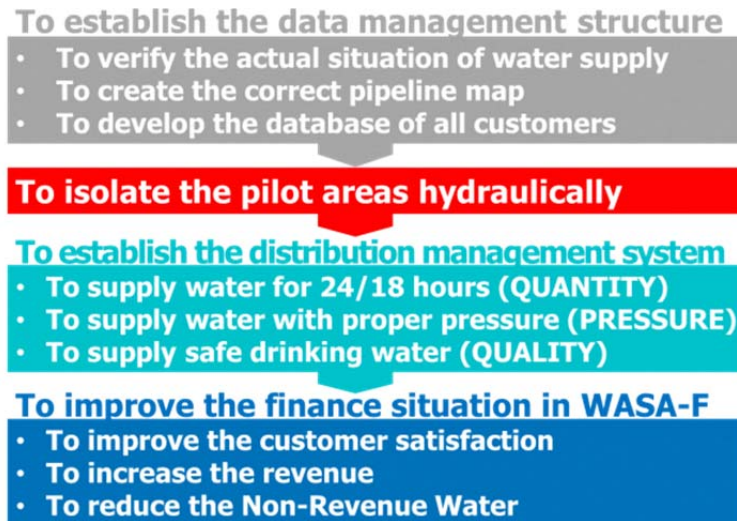 To establish the data management structure
• To verify the actual situation of water supply
• To create the correct pipeline map
• To develop the database of all customers
To isolate the pilot areas hydraulically
To establish the distribution management system
• To supply water for 24/18 hours (QUANTITY)
• To supply water with proper pressure (PRESSURE)
• To supply safe drinking water (QUALITY)
To improve the finance situation in WASA-F
• To improve the customer satisfaction
• To increase the revenue
• To reduce the Non-Revenue Water